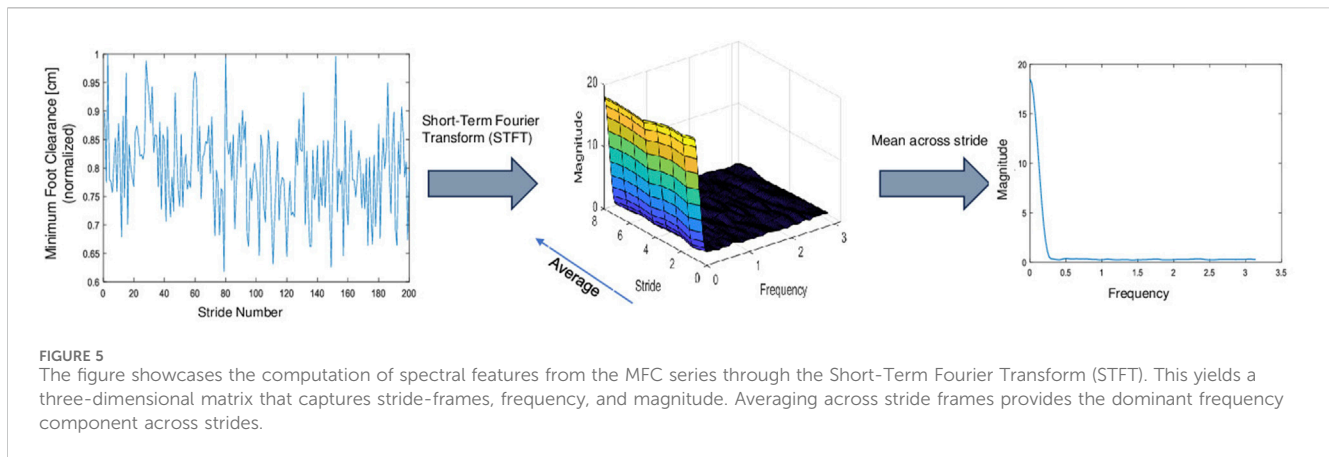 1
0.95
0.9
0.85
0.8
0.75
0.7
0.65
0.6
0 20 40 60 80 100 120 140 160 180 200
Minimum Foot Clearance [cm]
(normalized)
Stride Number
Short-Term Fourier
Transform (STFT)
20
10
0
Magnitude
8
6
4
2
0
Stride
0
1
2
3
Frequency
Average
Mean across stride
20
15
10
5
0
Magnitude
0 0.5 1 1.5 2 2.5 3 3.5
Frequency
FIGURE 5
The figure showcases the computation of spectral features from the MFC series through the Short-Term Fourier Transform (STFT). This yields a
three-dimensional matrix that captures stride-frames, frequency, and magnitude. Averaging across stride frames provides the dominant frequency
component across strides.